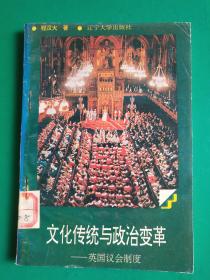 程汉大 著 辽宁大学出版社
文化传统与政治变革
——英国议会制度